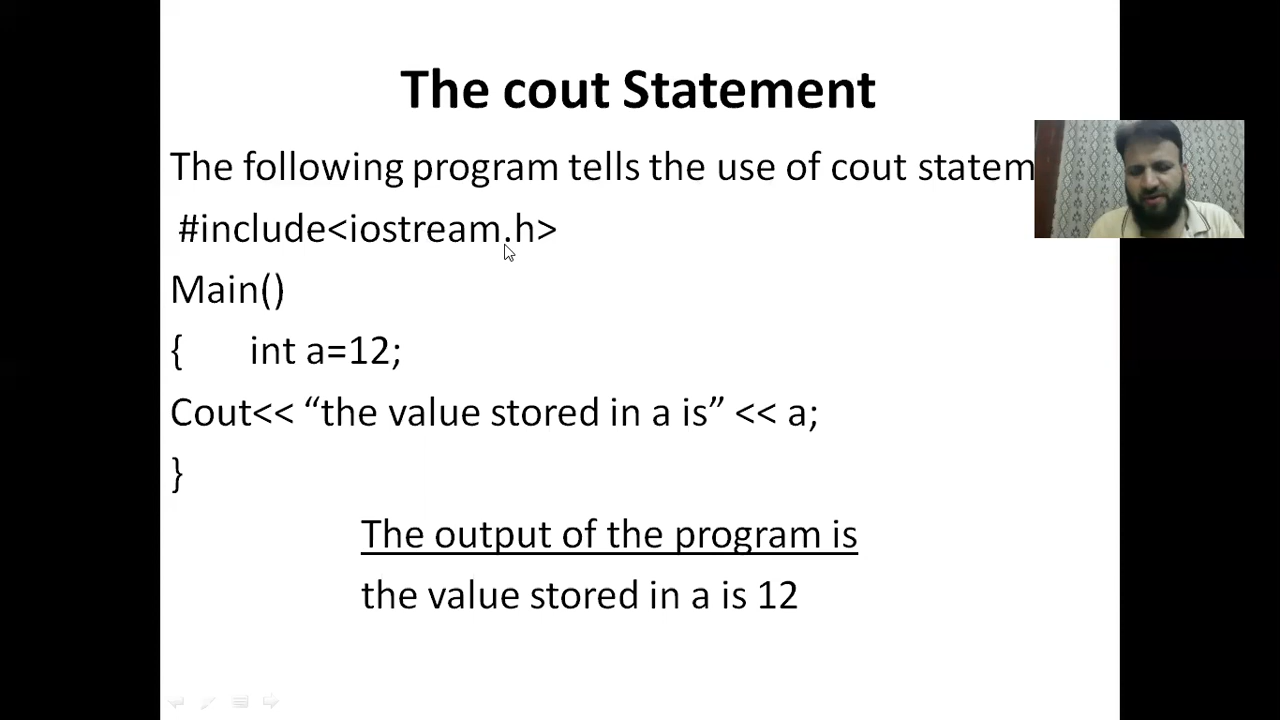 The cout Statement
The following program tells the use of cout statem
#include<iostream.h>
Main()
{ int a=12;
Cout<< “the value stored in a is” << a;
}
The output of the program is
the value stored in a is 12